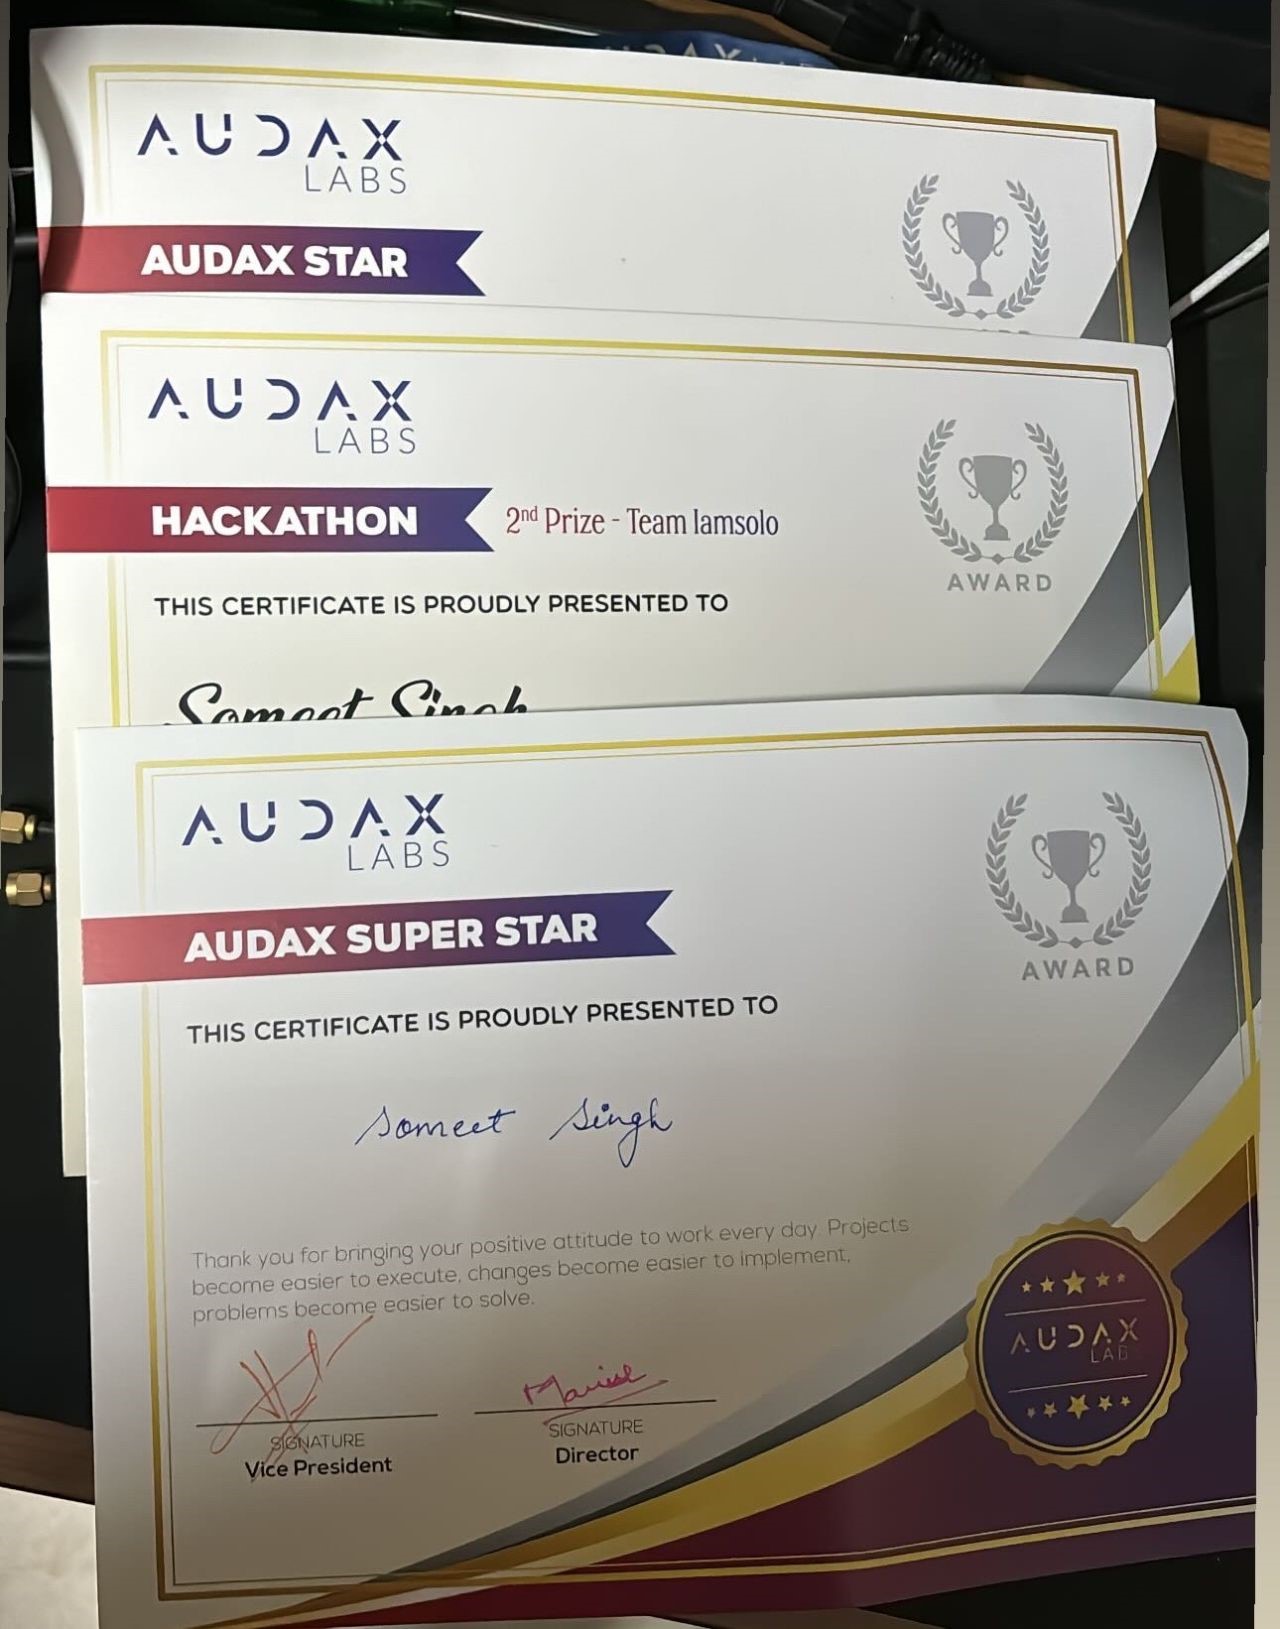 AUDAX
LABS
AUDAX STAR
AUDAX
LABS
HACKATHON 2nd Prize - Team Iamsolo
AWARD
THIS CERTIFICATE IS PROUDLY PRESENTED TO
Someet Singh
AUDAX
LABS
AUDAX SUPER STAR
AWARD
THIS CERTIFICATE IS PROUDLY PRESENTED TO
Someet Singh
Thank you for bringing your positive attitude to work every day. Projects
become easier to execute, changes become easier to implement,
problems become easier to solve.
SIGNATURE
Vice President
SIGNATURE
Director
AUDAX
LABS